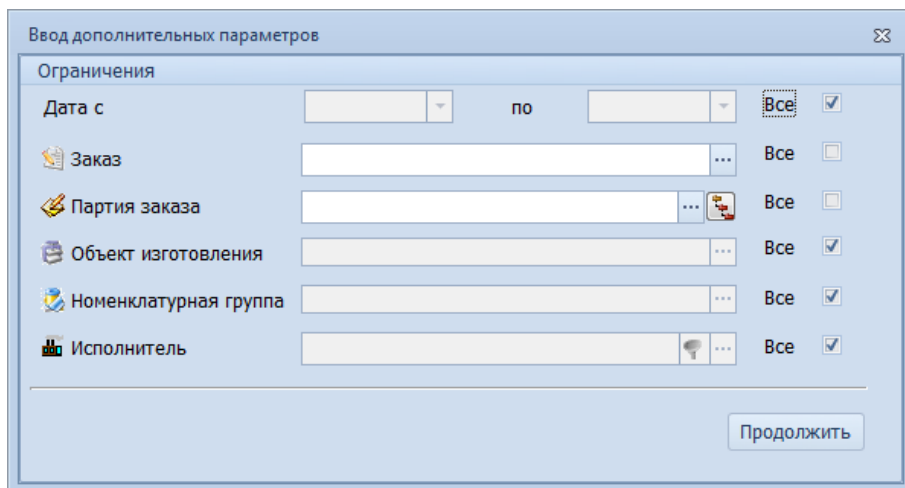 Ввод дополнительных параметров
Ограничения
Дата с по Все
Заказ ... Все
Партия заказа ... Все
Объект изготовления ... Все
Номенклатурная группа ... Все
Исполнитель ... Все
Продолжить